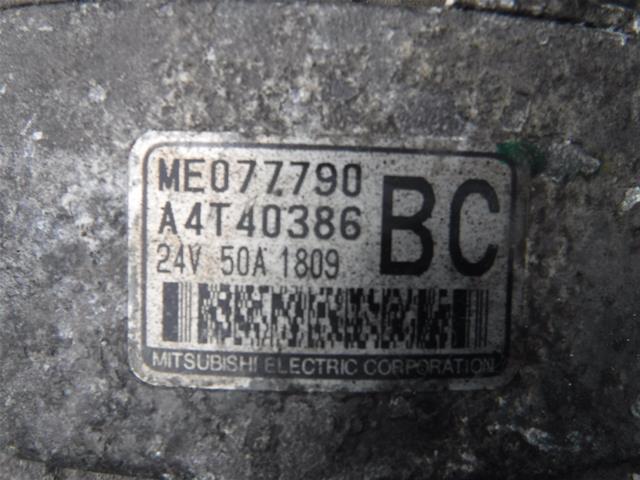 ME077790
A4T40386
BC
24V 50A 1809
MITSUBISHI ELECTRIC CORPORATION